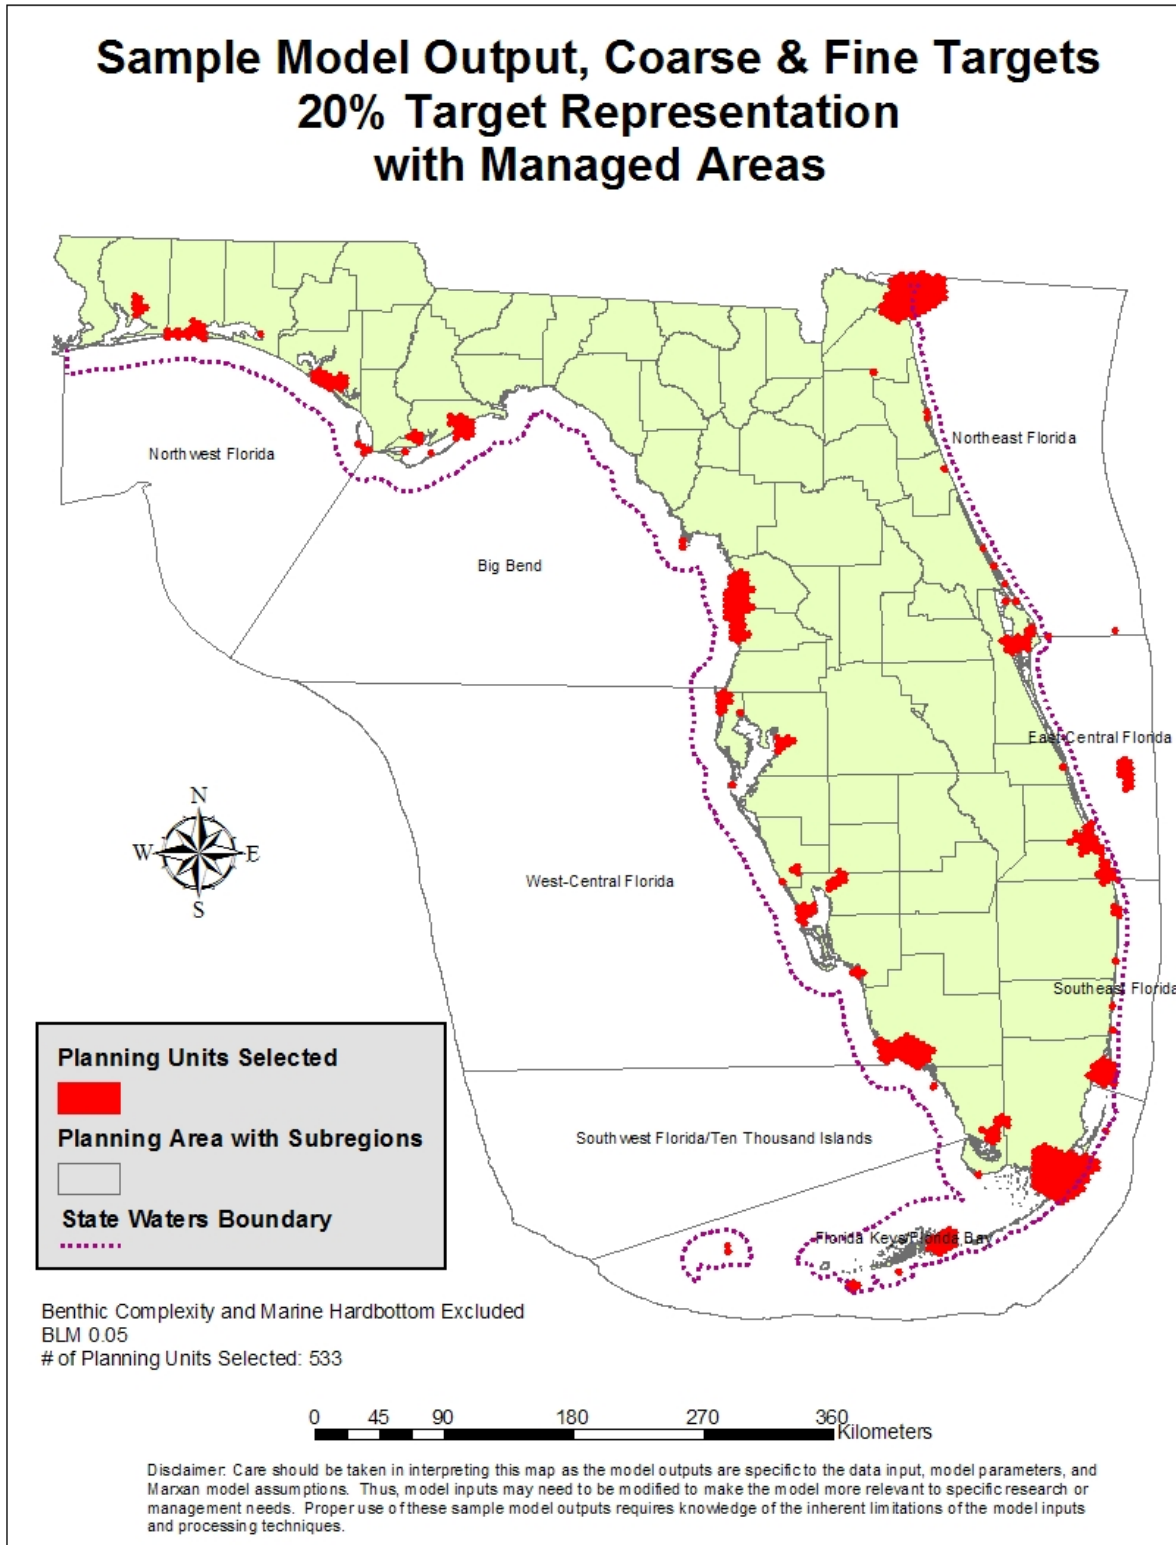 Sample Model Output, Coarse & Fine Targets
20% Target Representation
with Managed Areas
Northwest Florida
Northeast Florida
Big Bend
East-Central Florida
N
W
E
S
West-Central Florida
Southeast Florida
Planning Units Selected
Planning Area with Subregions
State Waters Boundary
Southwest Florida/Ten Thousand Islands
Florida Keys/Florida Bay
Benthic Complexity and Marine Hardbottom Excluded
BLM 0.05
# of Planning Units Selected: 533
0 45 90 180 270 360
Kilometers
Disclaimer: Care should be taken in interpreting this map as the model outputs are specific to the data input, model parameters, and
Marxan model assumptions. Thus, model inputs may need to be modified to make the model more relevant to specific research or
management needs. Proper use of these sample model outputs requires knowledge of the inherent limitations of the model inputs
and processing techniques.